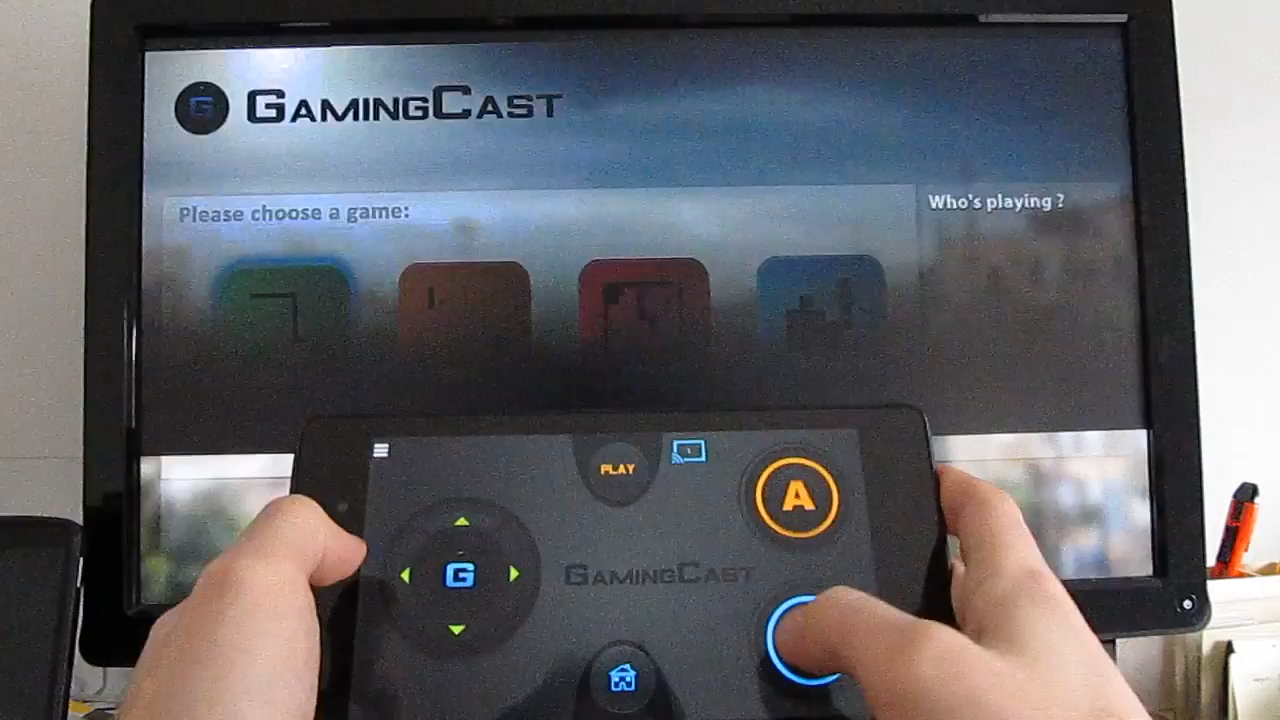 G GAMINGCAST
Please choose a game:
Who's playing ?
PLAY
A
G
GAMINGCAST